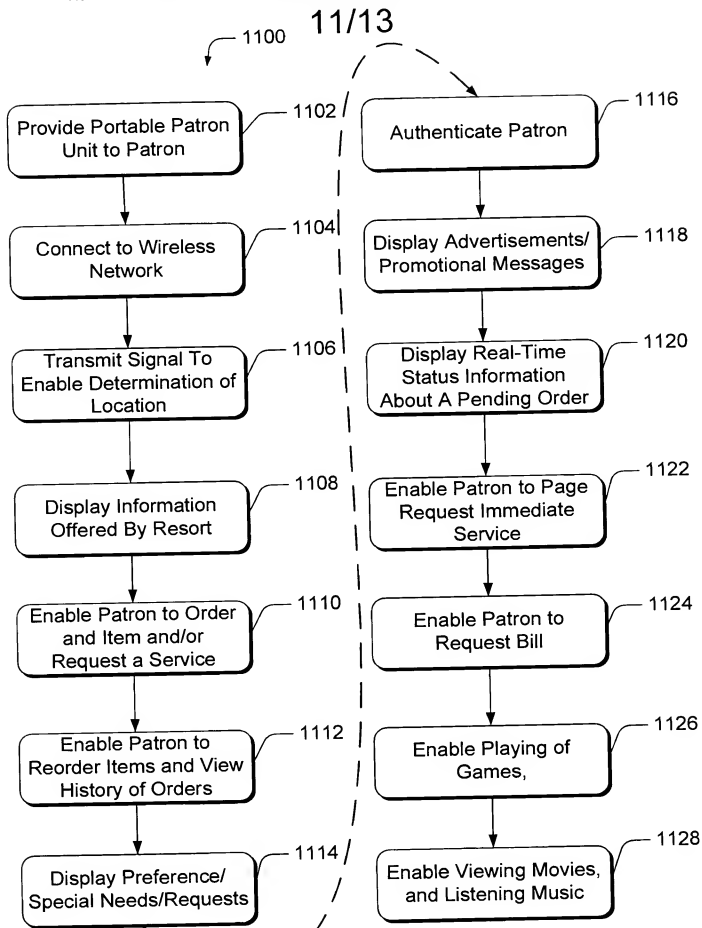 11/13
1100
Provide Portable Patron
Unit to Patron
1102
Connect to Wireless
Network
1104
Transmit Signal To
Enable Determination of
Location
1106
Display Information
Offered By Resort
1108
Enable Patron to Order
and Item and/or
Request a Service
1110
Enable Patron to
Reorder Items and View
History of Orders
1112
Display Preference/
Special Needs/Requests
1114
Authenticate Patron
1116
Display Advertisements/
Promotional Messages
1118
Display Real-Time
Status Information
About A Pending Order
1120
Enable Patron to Page
Request Immediate
Service
1122
Enable Patron to
Request Bill
1124
Enable Playing of
Games,
1126
Enable Viewing Movies,
and Listening Music
1128